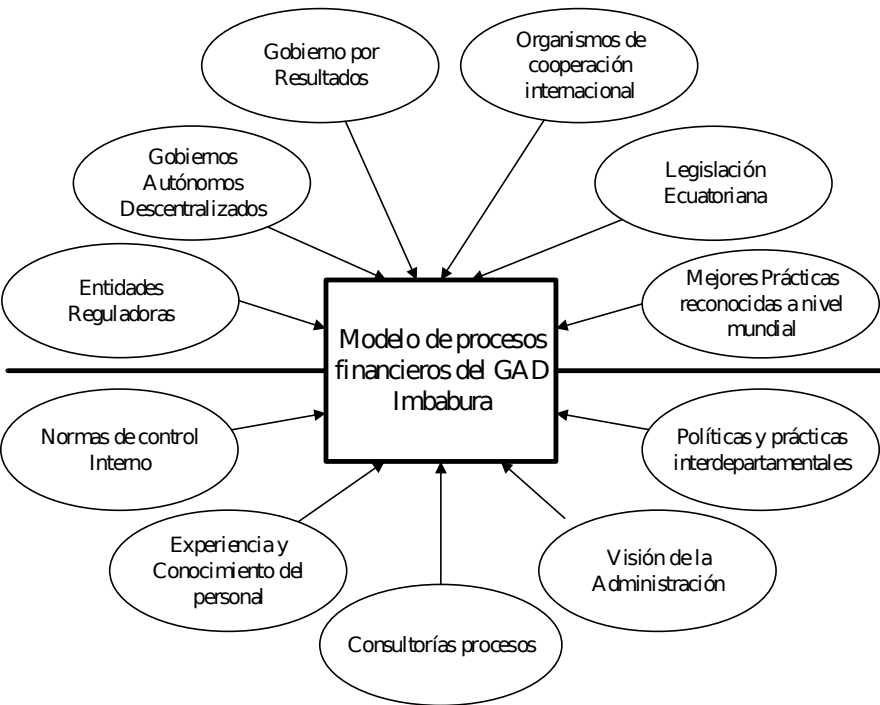 Gobierno por
Resultados
Organismos de
cooperación
internacional
Gobiernos
Autónomos
Descentralizados
Legislación
Ecuatoriana
Entidades
Reguladoras
Mejores Prácticas
reconocidas a nivel
mundial
Modelo de procesos
financieros del GAD
Imbabura
Normas de control
Interno
Políticas y prácticas
interdepartamentales
Experiencia y
Conocimiento del
personal
Visión de la
Administración
Consultorías procesos